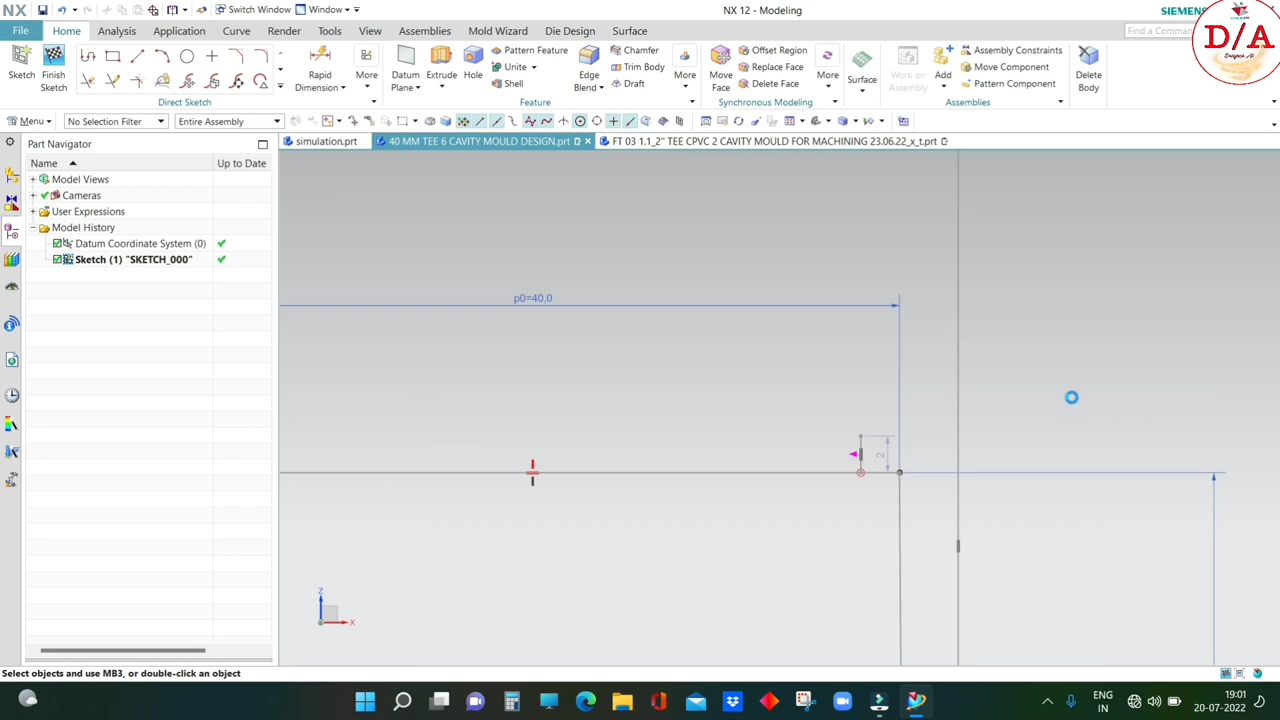 NX Switch Window Window NX 12 - Modeling SIEMENS
D/A
Designer All
File Home Analysis Application Curve Render Tools View Assemblies Mold Wizard Die Design Surface Find a Command
Sketch Finish Sketch Rapid Dimension More Datum Plane Extrude Hole Pattern Feature Edge Blend Chamfer More Move Face Offset Region More Surface Work on Assembly Add Assembly Constraints Delete Body
Unite Trim Body Replace Face Move Component
Shell Draft Delete Face Pattern Component
Direct Sketch Feature Synchronous Modeling Assemblies
Menu No Selection Filter Entire Assembly
Part Navigator simulation.prt 40 MM TEE 6 CAVITY MOULD DESIGN.prt FT 03 1.1_2" TEE CPVC 2 CAVITY MOULD FOR MACHINING 23.06.22_x_t.prt
Name Up to Date
Model Views
Cameras
User Expressions
Model History
Datum Coordinate System (0)
Sketch (1) "SKETCH_000"
p0=40,0
2
Z
X
Select objects and use MB3, or double-click an object
ENG 19:01
IN 20-07-2022